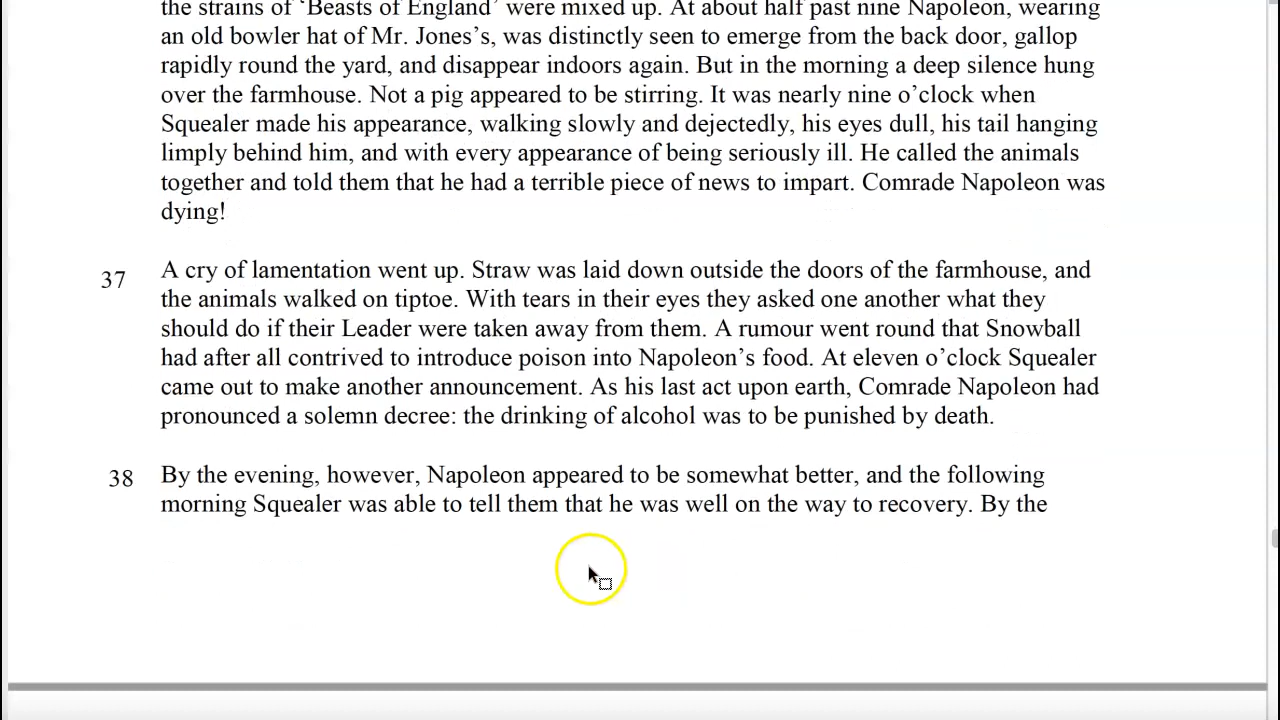 the strains of ‘Beasts of England’ were mixed up. At about half past nine Napoleon, wearing
an old bowler hat of Mr. Jones’s, was distinctly seen to emerge from the back door, gallop
rapidly round the yard, and disappear indoors again. But in the morning a deep silence hung
over the farmhouse. Not a pig appeared to be stirring. It was nearly nine o’clock when
Squealer made his appearance, walking slowly and dejectedly, his eyes dull, his tail hanging
limply behind him, and with every appearance of being seriously ill. He called the animals
together and told them that he had a terrible piece of news to impart. Comrade Napoleon was
dying!
37 A cry of lamentation went up. Straw was laid down outside the doors of the farmhouse, and
the animals walked on tiptoe. With tears in their eyes they asked one another what they
should do if their Leader were taken away from them. A rumour went round that Snowball
had after all contrived to introduce poison into Napoleon’s food. At eleven o’clock Squealer
came out to make another announcement. As his last act upon earth, Comrade Napoleon had
pronounced a solemn decree: the drinking of alcohol was to be punished by death.
38 By the evening, however, Napoleon appeared to be somewhat better, and the following
morning Squealer was able to tell them that he was well on the way to recovery. By the